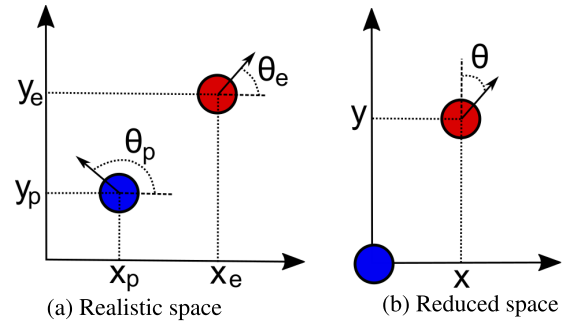 θe
ye
θp
yp
xp xe
(a) Realistic space
θ
y
x
(b) Reduced space